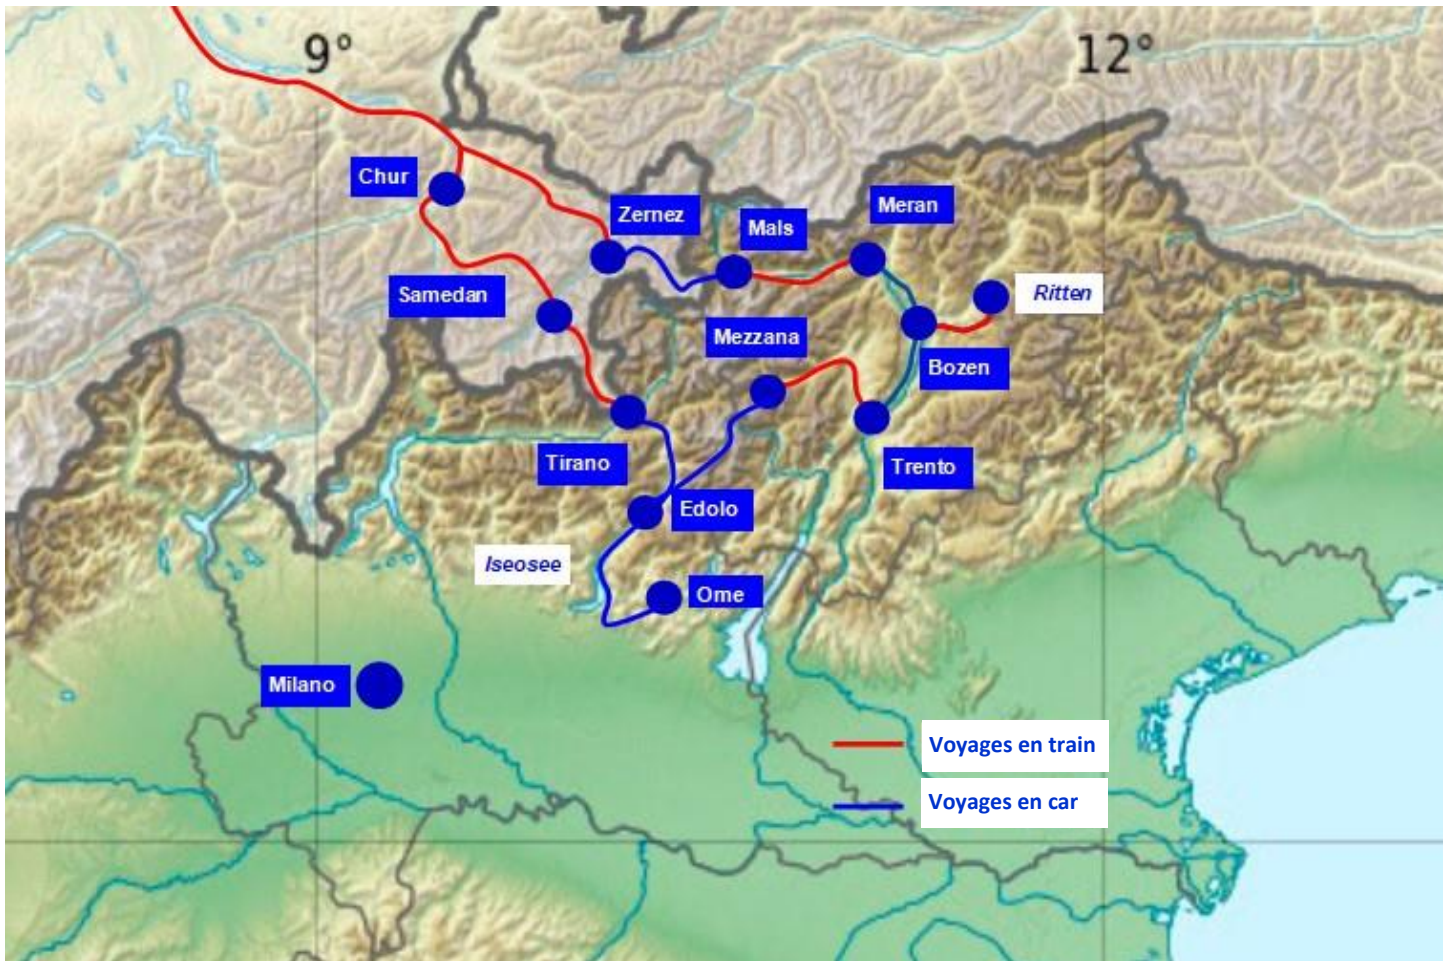 9°
12°
Chur
Zernez
Mals
Meran
Samedan
Ritten
Mezzana
Bozen
Tirano
Trento
Edolo
Iseosee
Ome
Milano
Voyages en train
Voyages en car